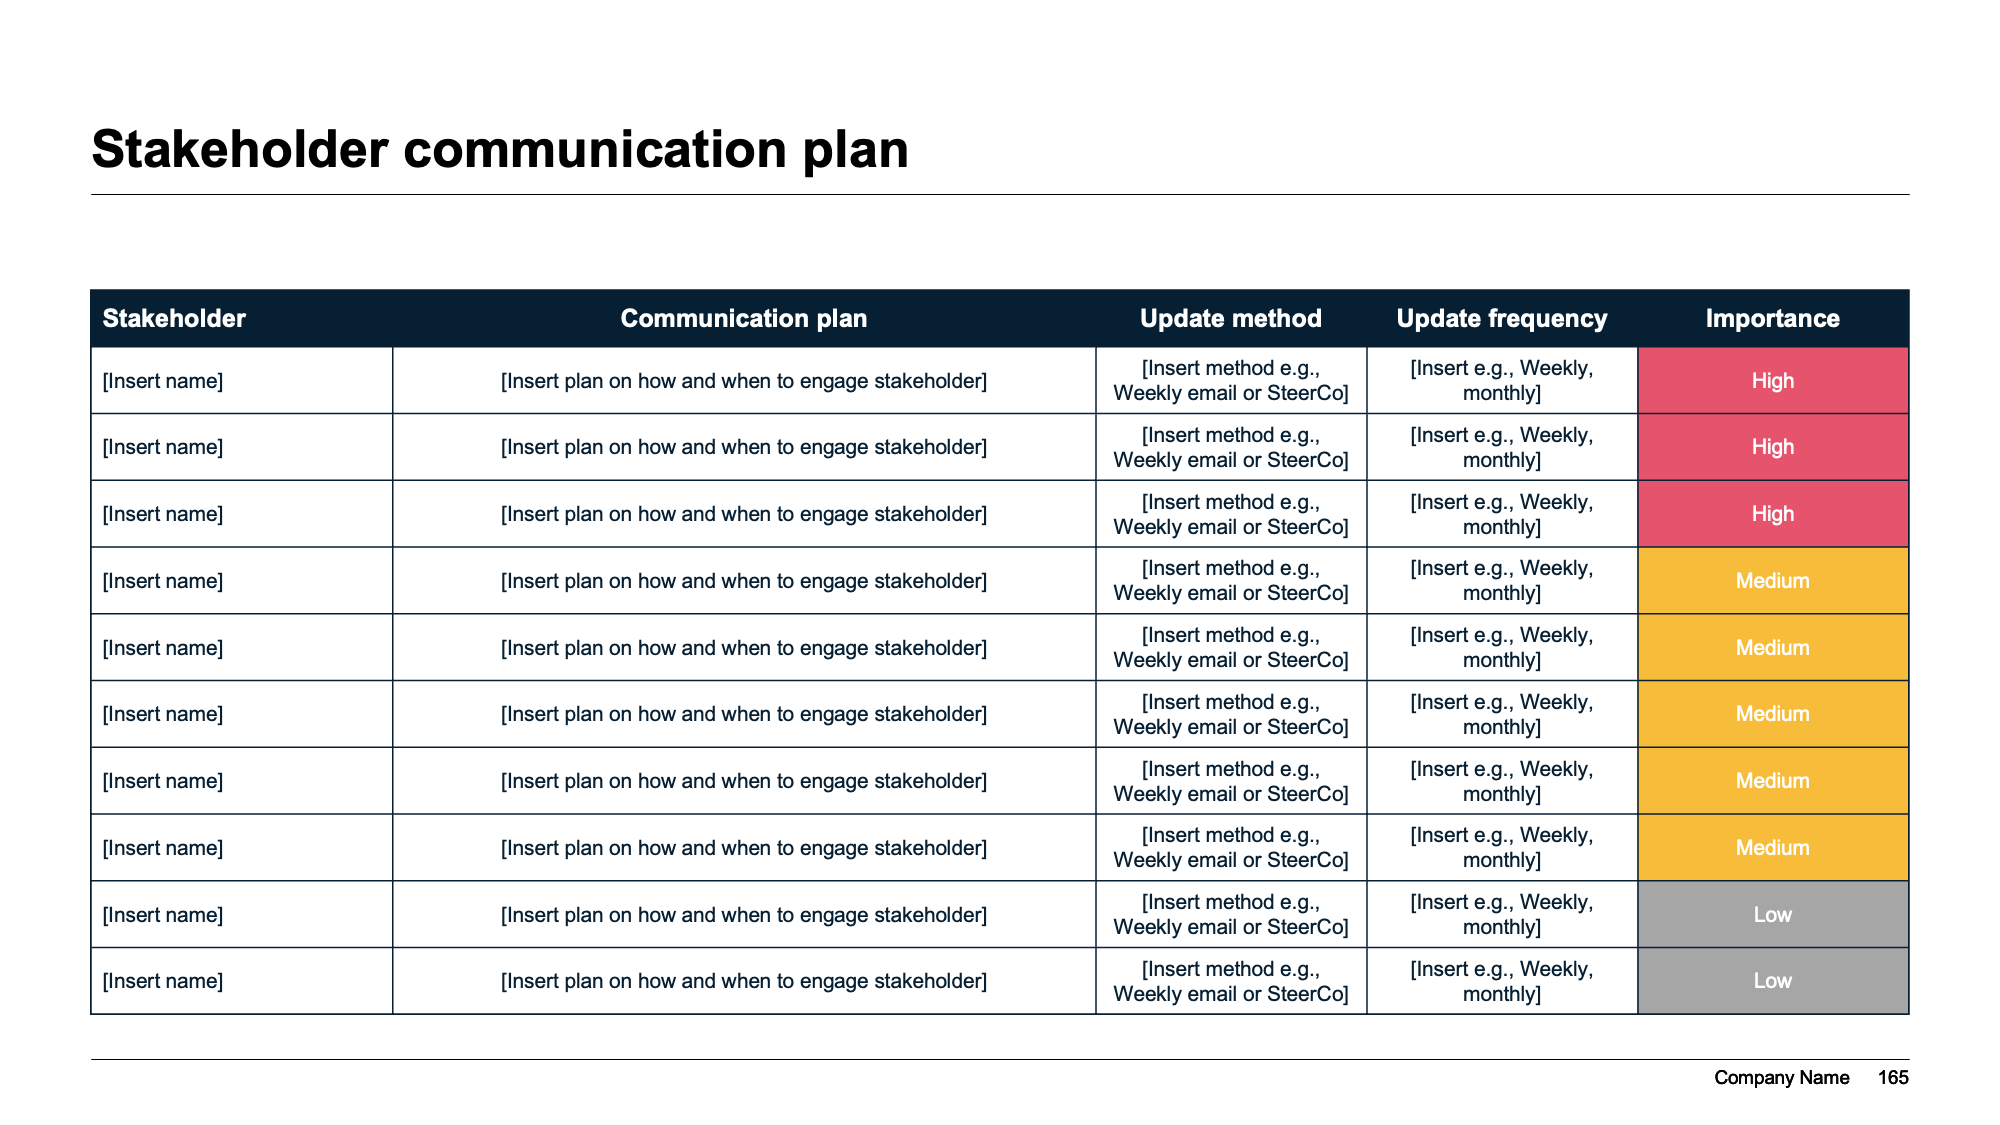 Stakeholder communication plan
Stakeholder Communication plan Update method Update frequency Importance
[Insert name] [Insert plan on how and when to engage stakeholder] [Insert method e.g., Weekly email or SteerCo] [Insert e.g., Weekly, monthly] High
[Insert name] [Insert plan on how and when to engage stakeholder] [Insert method e.g., Weekly email or SteerCo] [Insert e.g., Weekly, monthly] High
[Insert name] [Insert plan on how and when to engage stakeholder] [Insert method e.g., Weekly email or SteerCo] [Insert e.g., Weekly, monthly] High
[Insert name] [Insert plan on how and when to engage stakeholder] [Insert method e.g., Weekly email or SteerCo] [Insert e.g., Weekly, monthly] Medium
[Insert name] [Insert plan on how and when to engage stakeholder] [Insert method e.g., Weekly email or SteerCo] [Insert e.g., Weekly, monthly] Medium
[Insert name] [Insert plan on how and when to engage stakeholder] [Insert method e.g., Weekly email or SteerCo] [Insert e.g., Weekly, monthly] Medium
[Insert name] [Insert plan on how and when to engage stakeholder] [Insert method e.g., Weekly email or SteerCo] [Insert e.g., Weekly, monthly] Medium
[Insert name] [Insert plan on how and when to engage stakeholder] [Insert method e.g., Weekly email or SteerCo] [Insert e.g., Weekly, monthly] Medium
[Insert name] [Insert plan on how and when to engage stakeholder] [Insert method e.g., Weekly email or SteerCo] [Insert e.g., Weekly, monthly] Low
[Insert name] [Insert plan on how and when to engage stakeholder] [Insert method e.g., Weekly email or SteerCo] [Insert e.g., Weekly, monthly] Low
Company Name 165